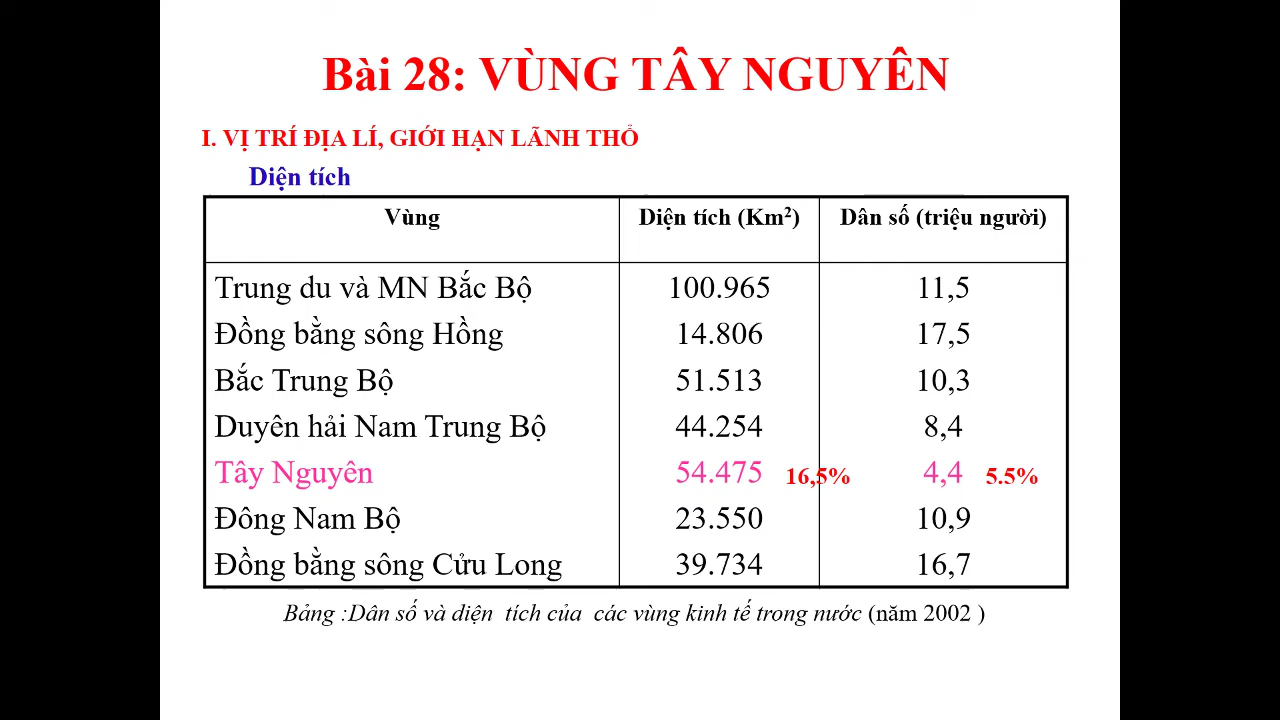 Bài 28: VÙNG TÂY NGUYÊN
I. VỊ TRÍ ĐỊA LÍ, GIỚI HẠN LÃNH THỔ
Diện tích
Vùng Diện tích (Km²) Dân số (triệu người)
Trung du và MN Bắc Bộ 100.965 11,5
Đồng bằng sông Hồng 14.806 17,5
Bắc Trung Bộ 51.513 10,3
Duyên hải Nam Trung Bộ 44.254 8,4
Tây Nguyên 54.475 16,5% 4,4 5.5%
Đông Nam Bộ 23.550 10,9
Đồng bằng sông Cửu Long 39.734 16,7
Bảng :Dân số và diện tích của các vùng kinh tế trong nước (năm 2002 )